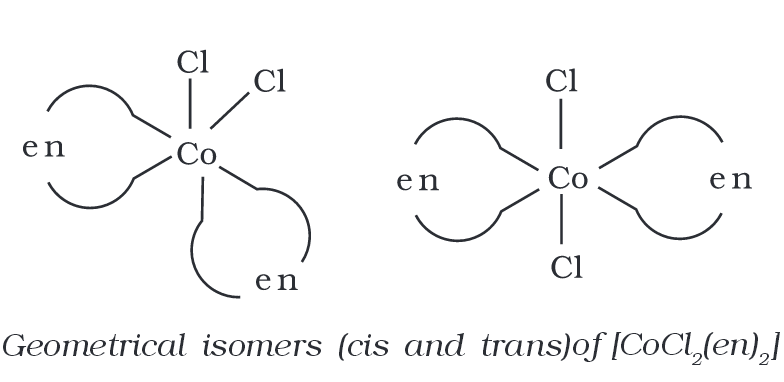 Cl
Cl
en
Co
en
Cl
en
Co
en
Cl
Geometrical isomers (cis and trans)of [CoCl₂(en)₂]